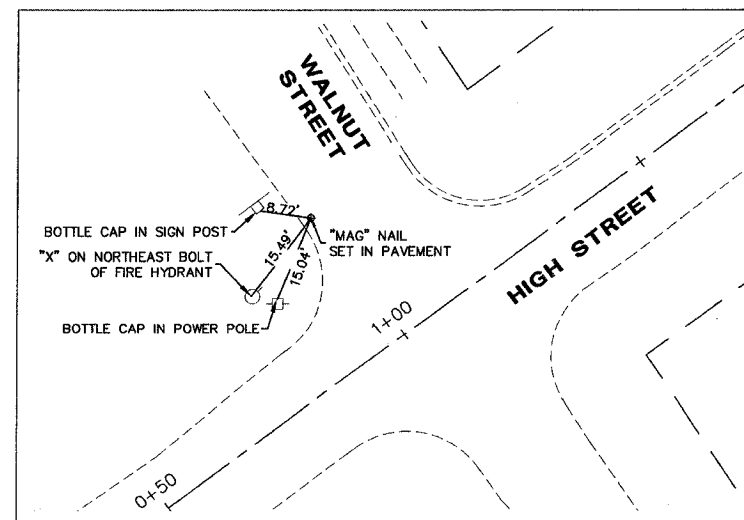 WALNUT
STREET
8.72'
BOTTLE CAP IN SIGN POST
"MAG" NAIL
SET IN PAVEMENT
"X" ON NORTHEAST BOLT
OF FIRE HYDRANT
15.49'
15.04'
HIGH STREET
BOTTLE CAP IN POWER POLE
1+00
0+50